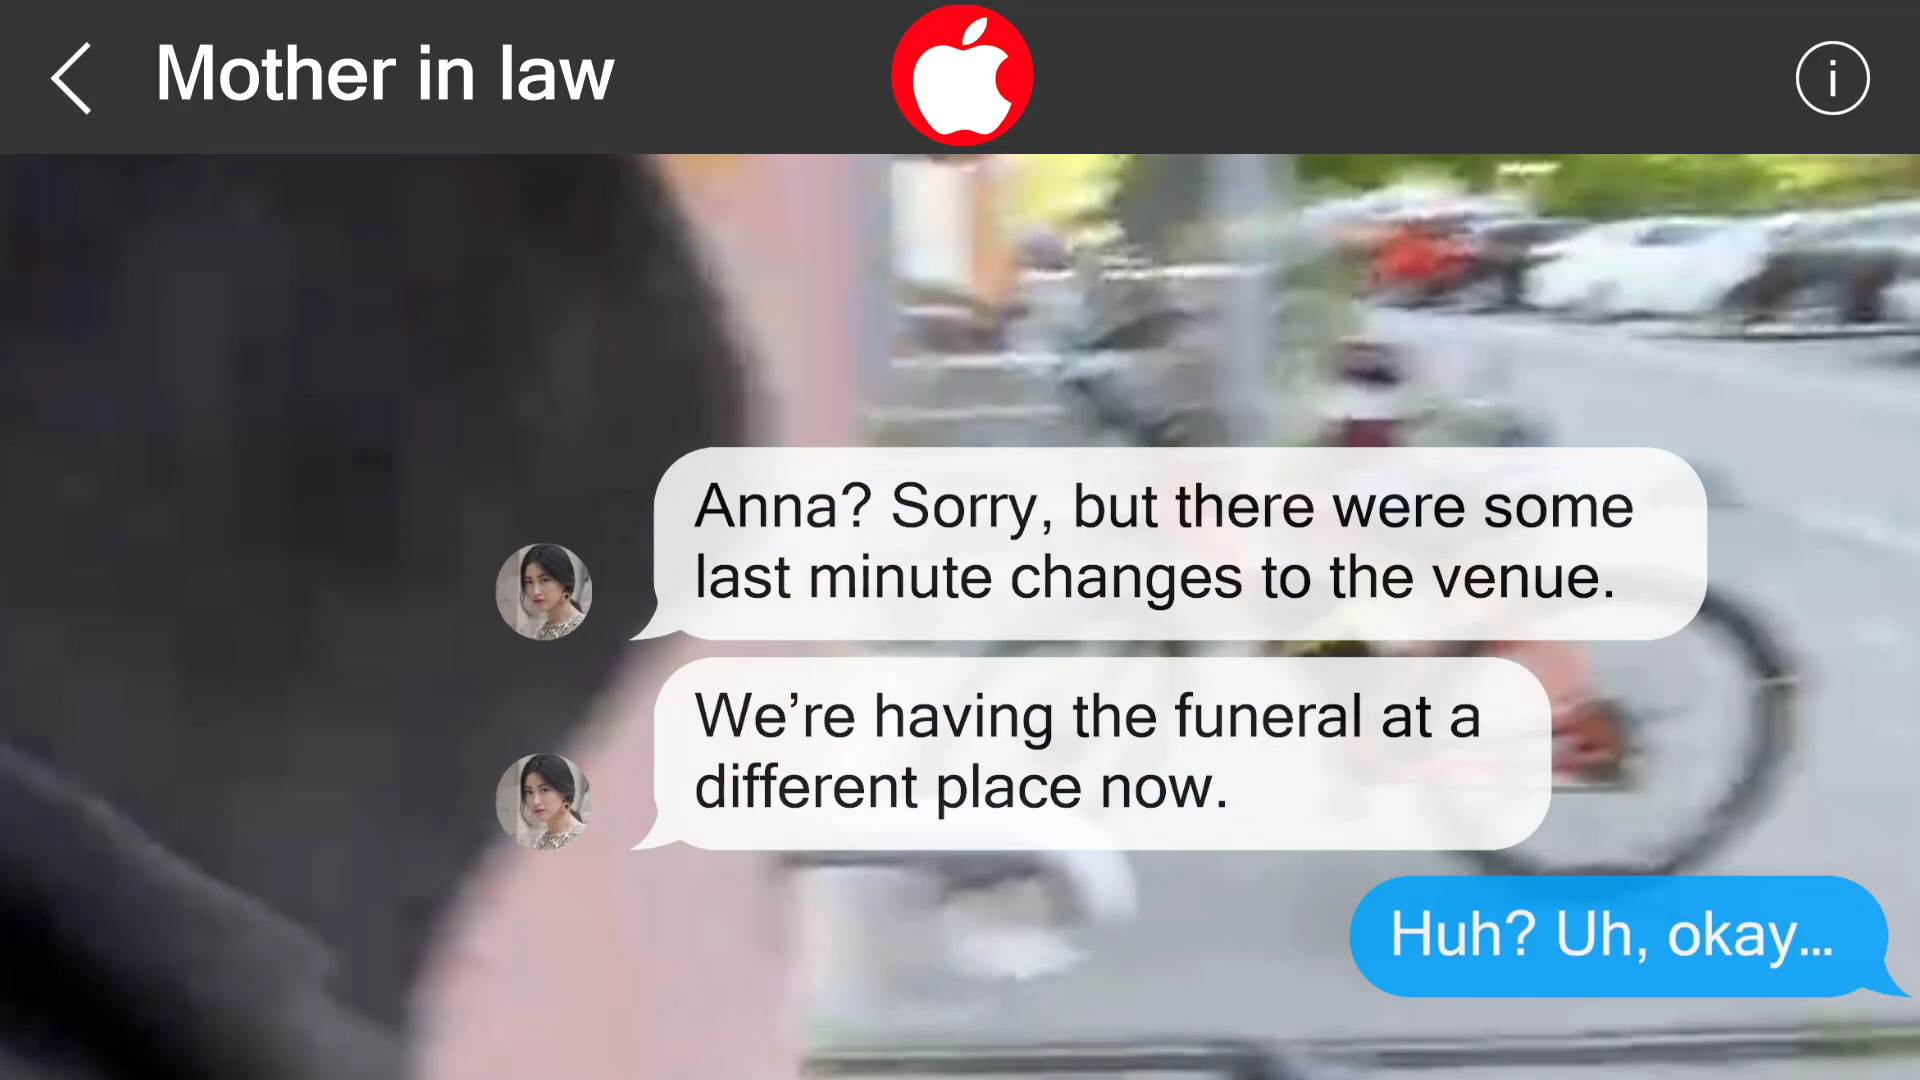 Mother in law
Anna? Sorry, but there were some
last minute changes to the venue.
We’re having the funeral at a
different place now.
Huh? Uh, okay…